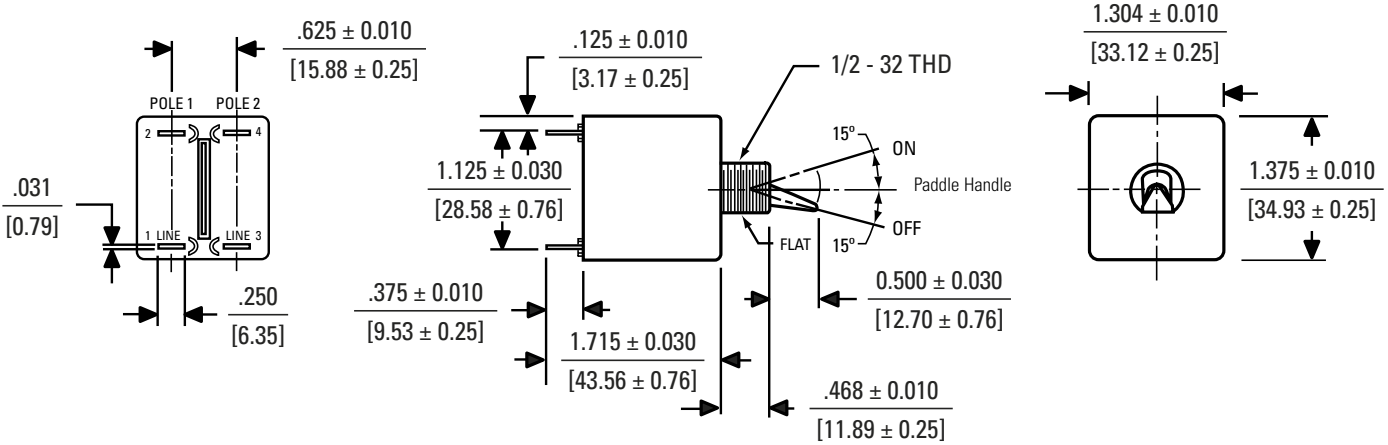 .625 ± 0.010
[15.88 ± 0.25]
POLE 1 POLE 2
2 4
1 LINE LINE 3
.031
[0.79]
.250
[6.35]
.125 ± 0.010
[3.17 ± 0.25]
1/2 - 32 THD
1.125 ± 0.030
[28.58 ± 0.76]
15º
ON
Paddle Handle
OFF
15º
FLAT
.375 ± 0.010
[9.53 ± 0.25]
1.715 ± 0.030
[43.56 ± 0.76]
0.500 ± 0.030
[12.70 ± 0.76]
.468 ± 0.010
[11.89 ± 0.25]
1.304 ± 0.010
[33.12 ± 0.25]
1.375 ± 0.010
[34.93 ± 0.25]